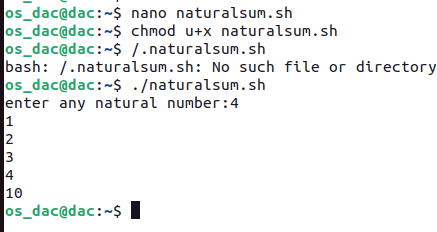 os_dac@dac:~$ nano naturalsum.sh
os_dac@dac:~$ chmod u+x naturalsum.sh
os_dac@dac:~$ /.naturalsum.sh
bash: /.naturalsum.sh: No such file or directory
os_dac@dac:~$ ./naturalsum.sh
enter any natural number:4
1
2
3
4
10
os_dac@dac:~$